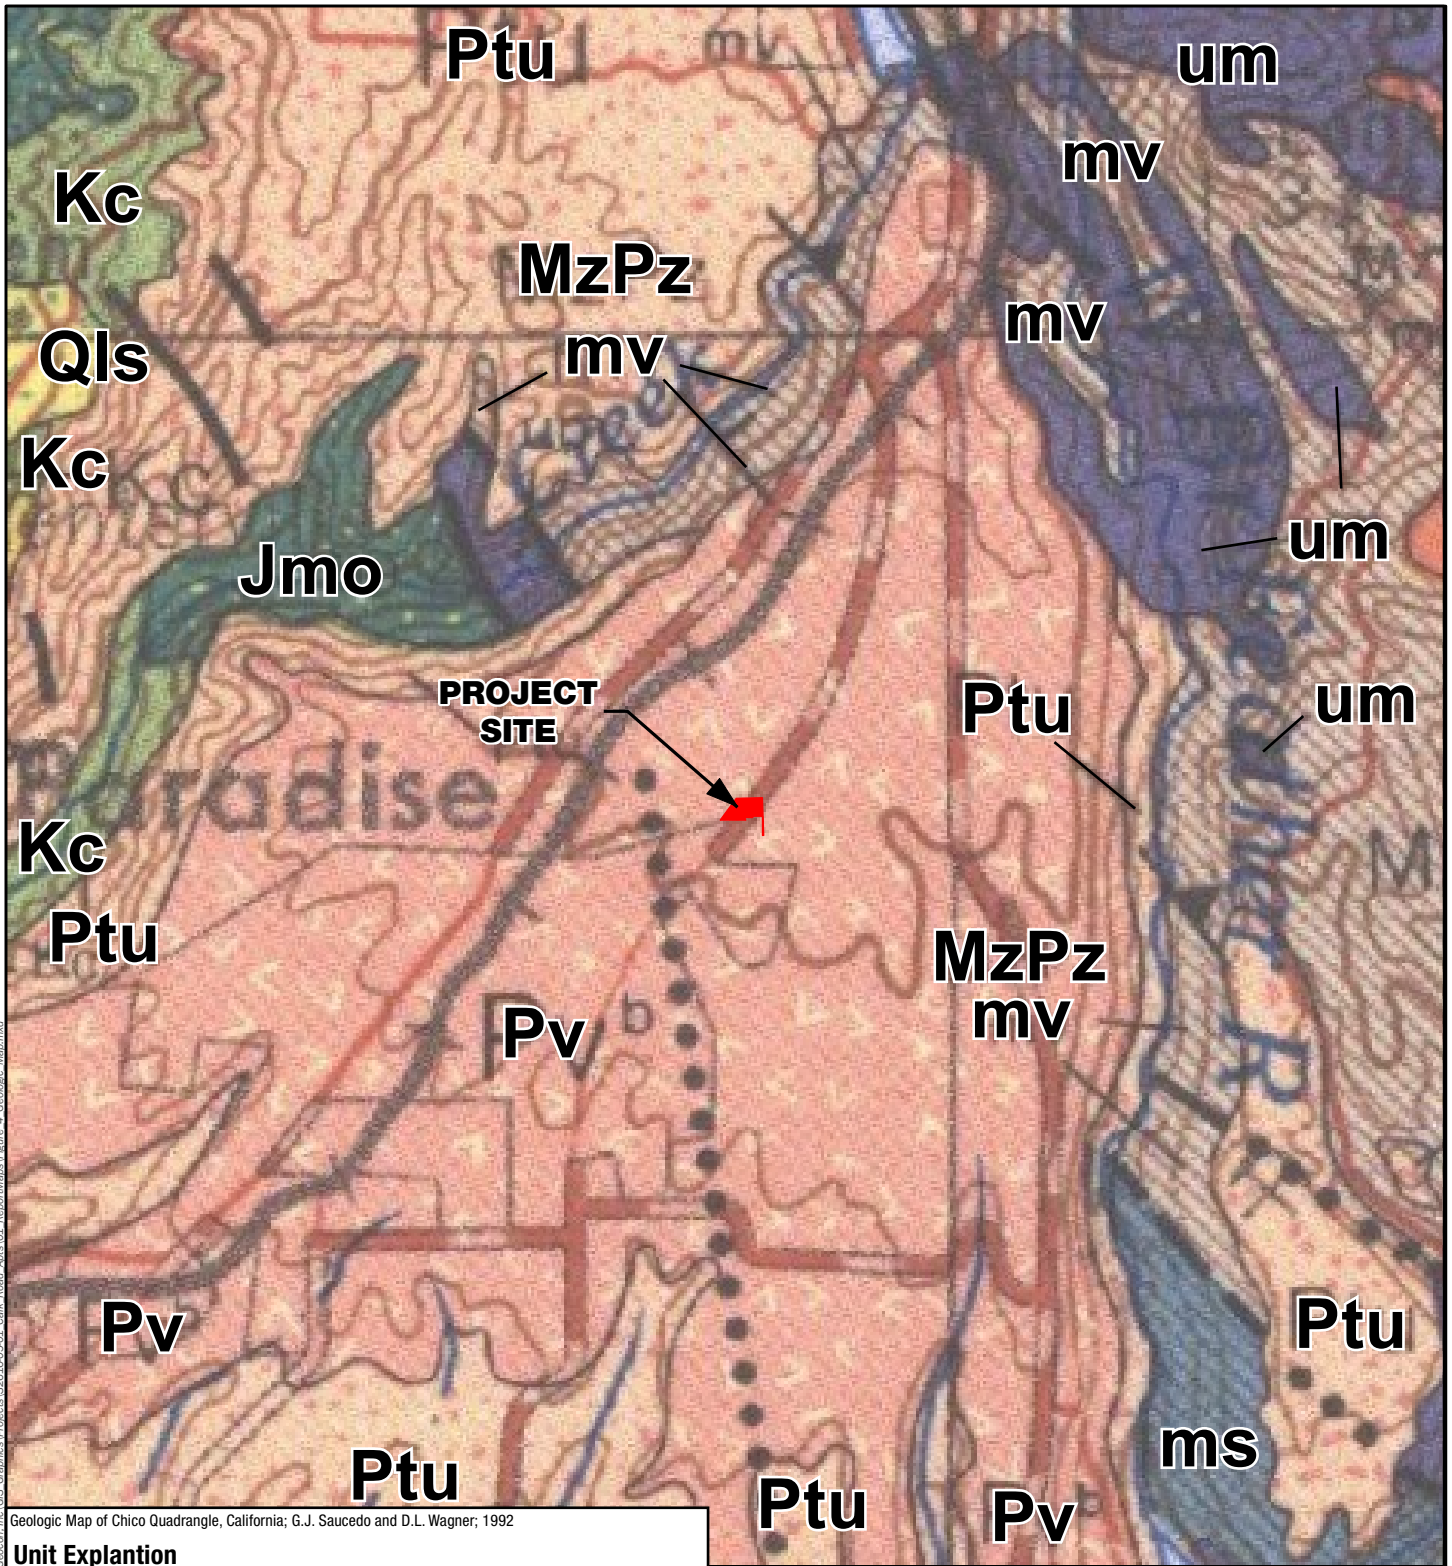 Ptu
um
mv
Kc
MzPz
mv
mv
Qls
Kc
um
Jmo
PROJECT
SITE
Ptu
um
Paradise
Kc
M
Ptu
MzPz
mv
Pv
b
R
Pv
Ptu
ms
Ptu
Ptu
Pv
b
Geologic Map of Chico Quadrangle, California; G.J. Saucedo and D.L. Wagner; 1992
Unit Explantion